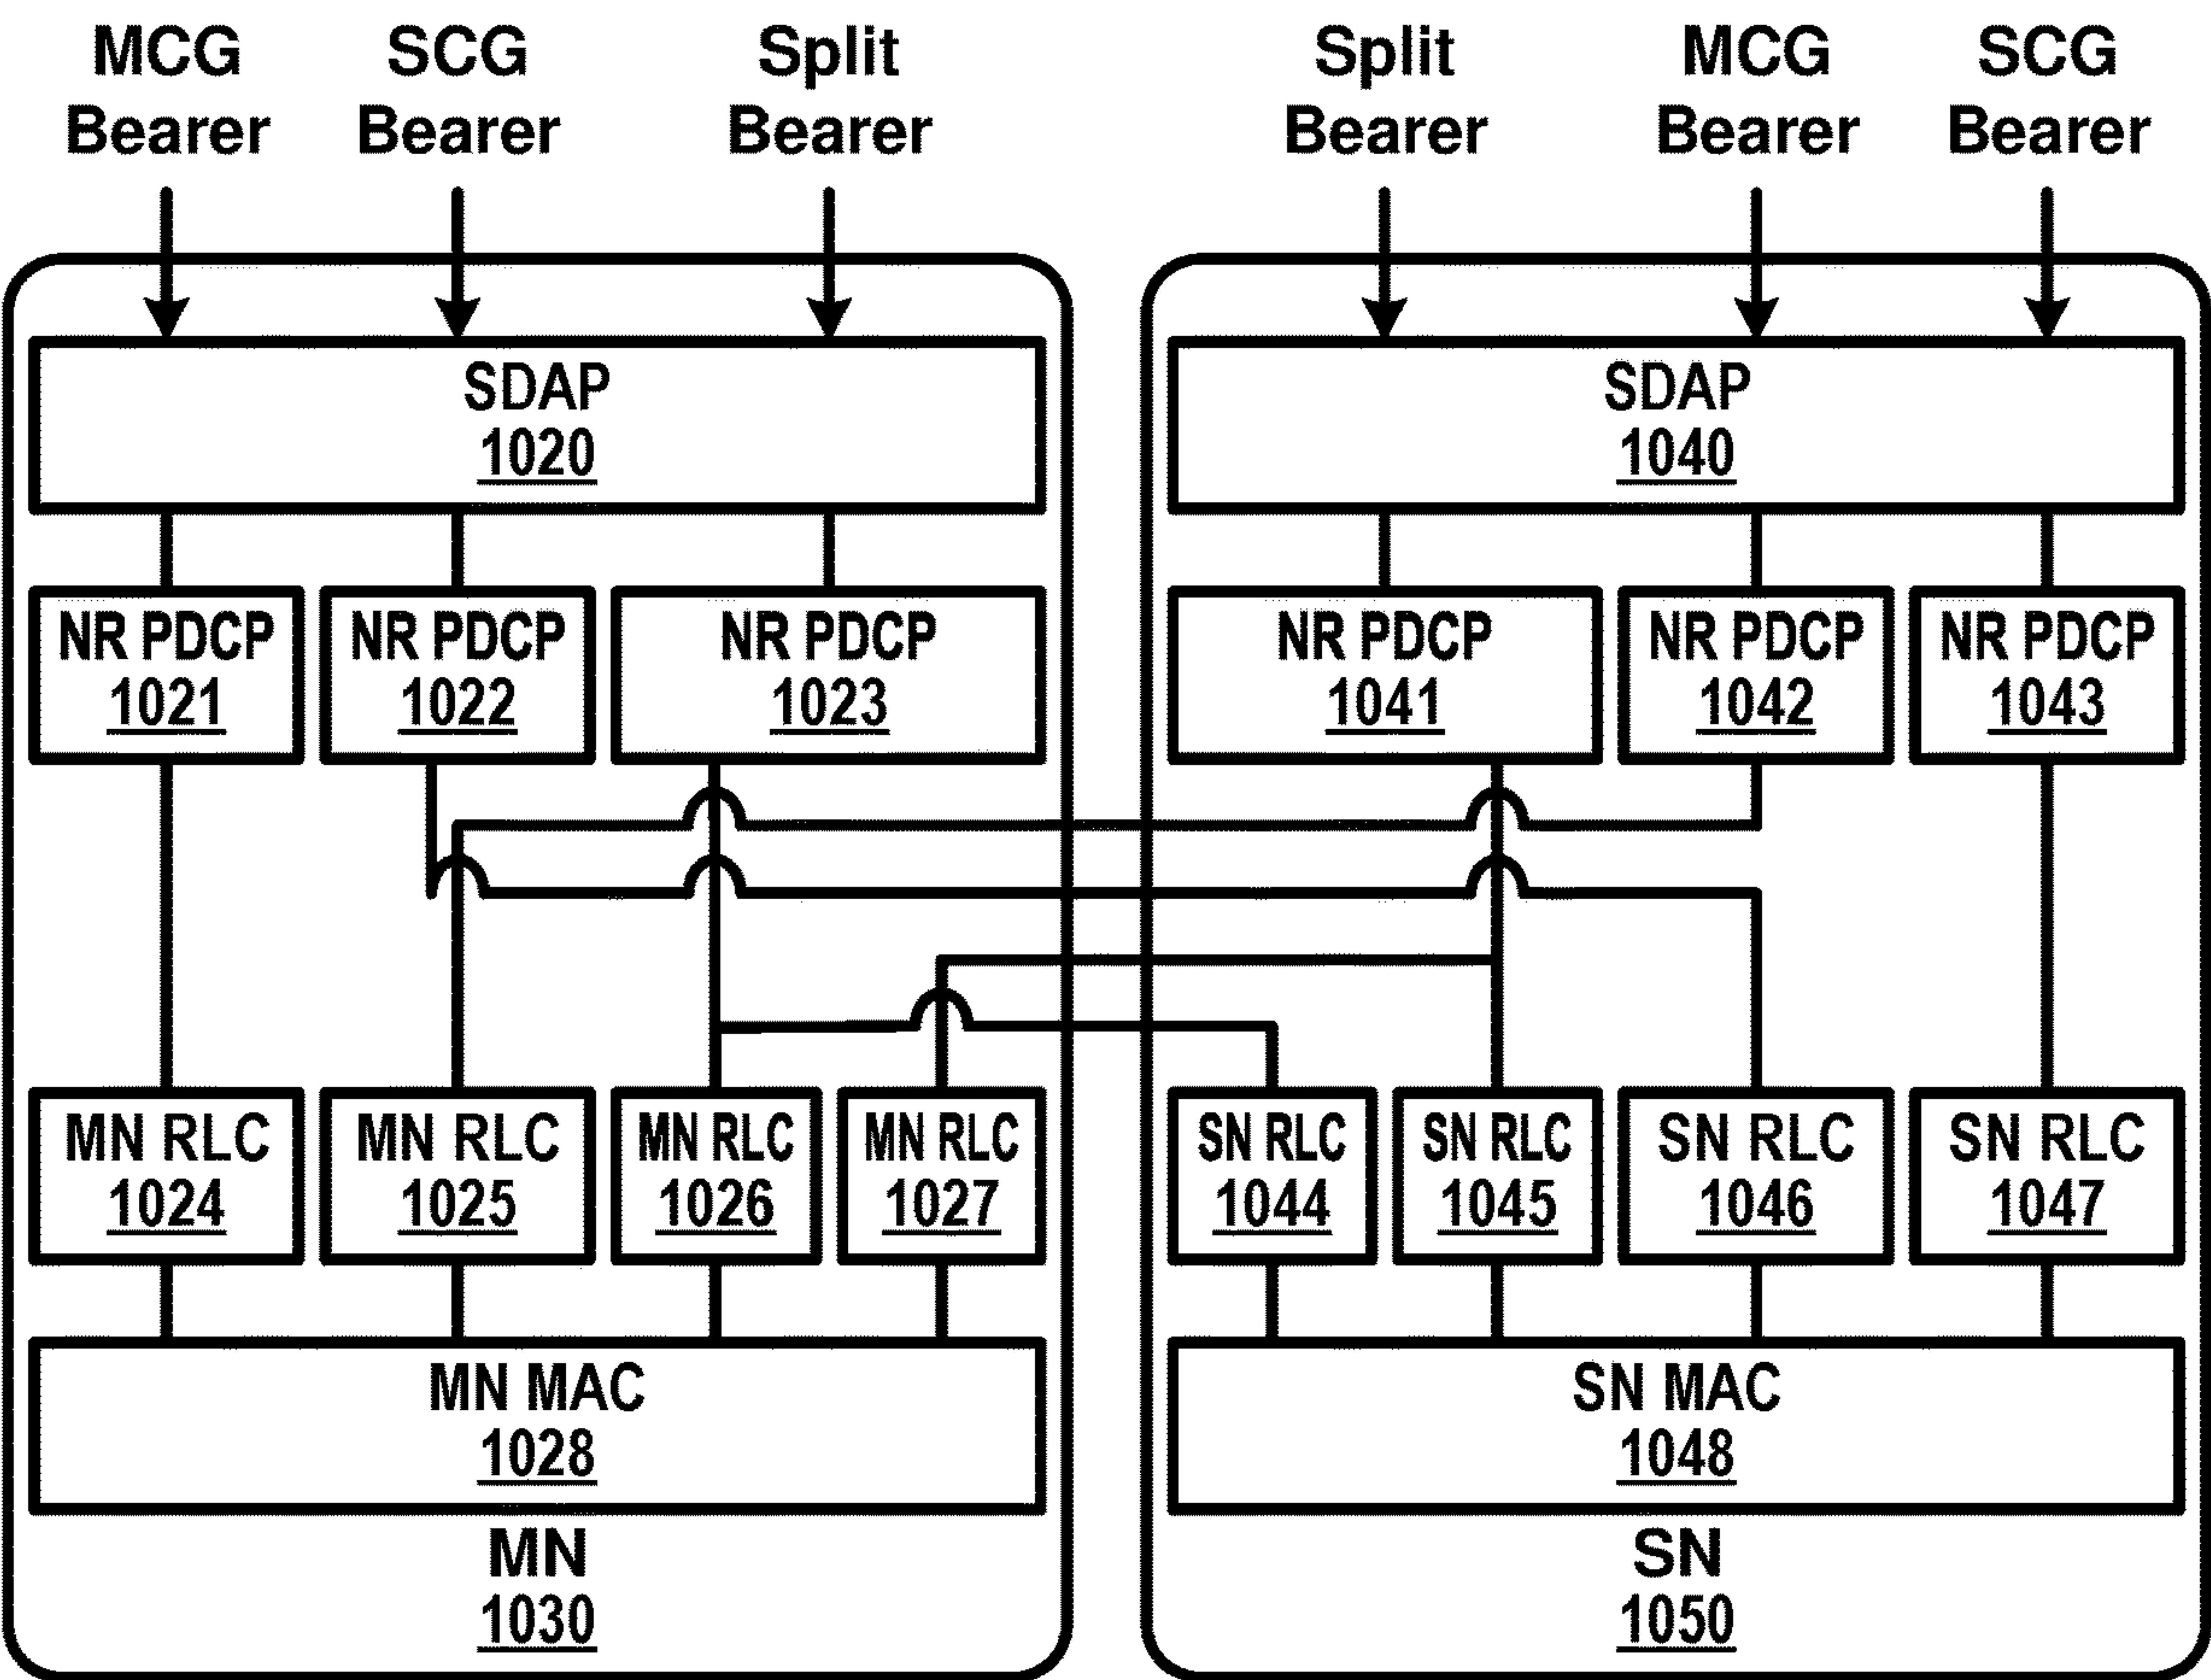 MCG
Bearer
SCG
Bearer
Split
Bearer
Split
Bearer
MCG
Bearer
SCG
Bearer
SDAP
1020
SDAP
1040
NR PDCP
1021
NR PDCP
1022
NR PDCP
1023
NR PDCP
1041
NR PDCP
1042
NR PDCP
1043
MN RLC
1024
MN RLC
1025
MN RLC
1026
MN RLC
1027
SN RLC
1044
SN RLC
1045
SN RLC
1046
SN RLC
1047
MN MAC
1028
SN MAC
1048
MN
1030
SN
1050